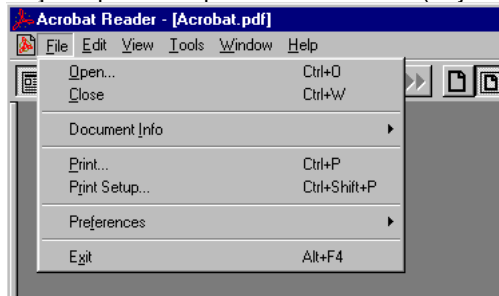 Acrobat Reader - [Acrobat.pdf]
File Edit View Tools Window Help
Open... Ctrl+O
Close Ctrl+W
Document Info
Print... Ctrl+P
Print Setup... Ctrl+Shift+P
Preferences
Exit Alt+F4